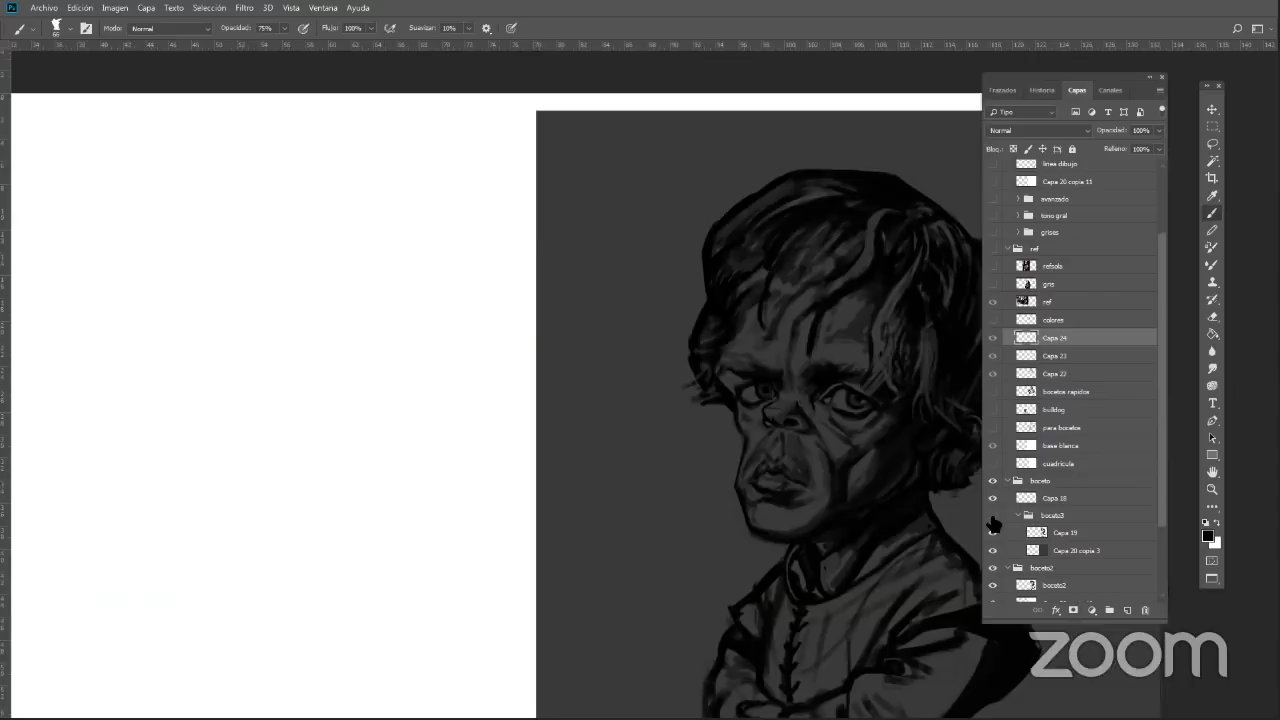 Archivo Edición Imagen Capa Texto Selección Filtro 3D Vista Ventana Ayuda
66 Modo: Normal Opacidad: 75% Flujo: 100% Suavizar: 10%
Trazados Historia Capas Canales
Tipo
Normal Opacidad: 100%
Bloq.: Relleno: 100%
linea dibujo
Capa 20 copia 11
avanzado
tono gral
grises
ref
refsola
gris
ref
colores
Capa 24
Capa 23
Capa 22
bocetos rapidos
bulldog
para bocetos
base blanca
cuadricula
boceto
Capa 18
boceto3
Capa 19
Capa 20 copia 3
boceto2
boceto2
zoom